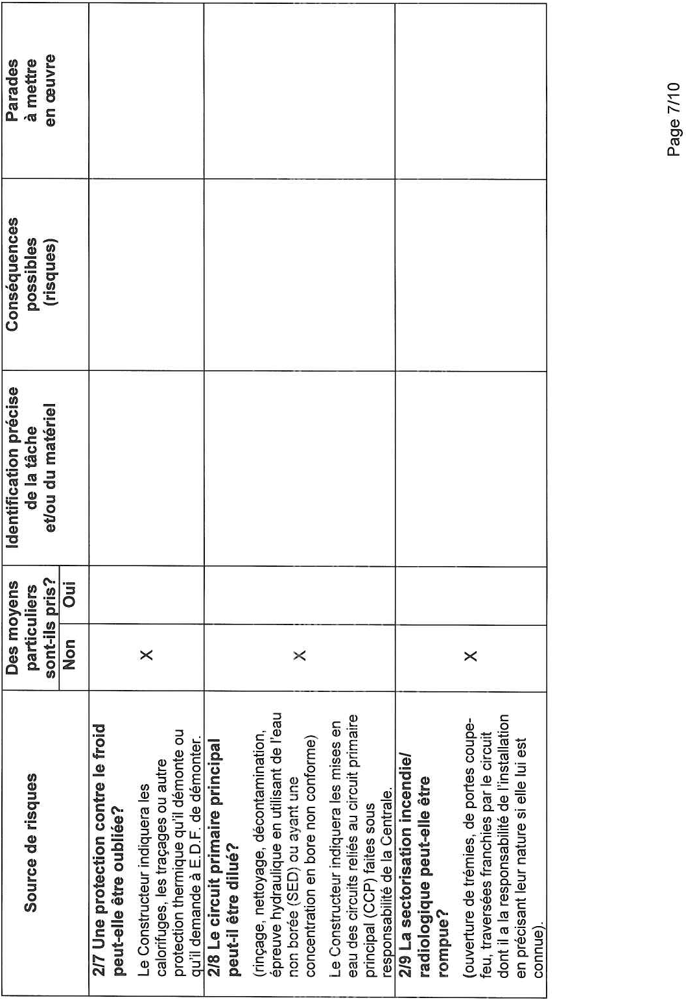 Source de risques
Des moyens
particuliers
sont-ils pris?
Non
Oui
Identification précise
de la tâche
et/ou du matériel
Conséquences
possibles
(risques)
Parades
à mettre
en œuvre
2/7 Une protection contre le froid
peut-elle être oubliée?
Le Constructeur indiquera les
calorifuges, les traçages ou autre
protection thermique qu'il démonte ou
qu'il demande à E.D.F. de démonter.
X
2/8 Le circuit primaire principal
peut-il être dilué?
(rinçage, nettoyage, décontamination,
épreuve hydraulique en utilisant de l'eau
non borée (SED) ou ayant une
concentration en bore non conforme)
Le Constructeur indiquera les mises en
eau des circuits reliés au circuit primaire
principal (CCP) faites sous
responsabilité de la Centrale.
X
2/9 La sectorisation incendie/
radiologique peut-elle être
rompue?
(ouverture de trémies, de portes coupe-
feu, traversées franchies par le circuit
dont il a la responsabilité de l'installation
en précisant leur nature si elle lui est
connue).
X
Page 7/10